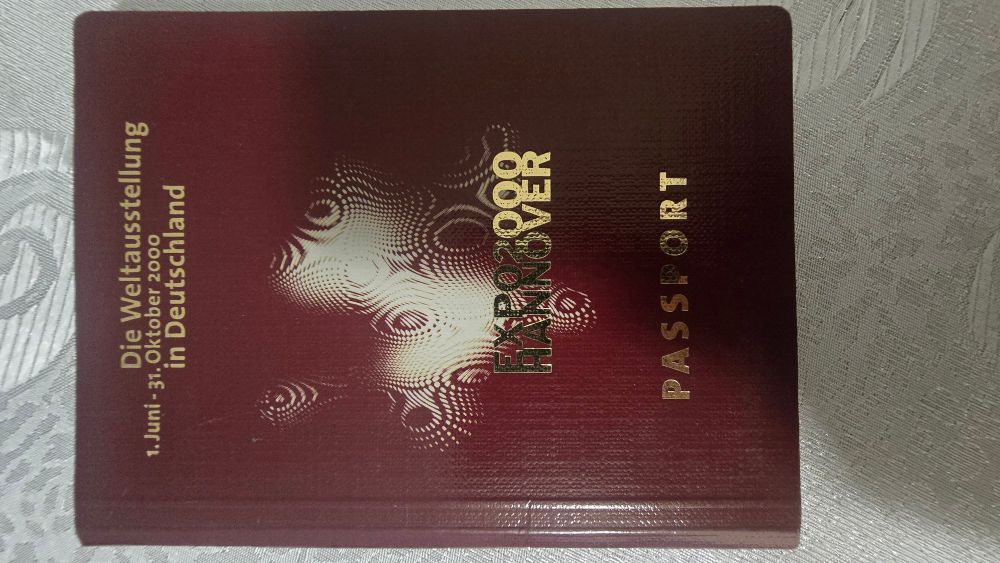 Die Weltausstellung
1. Juni - 31. Oktober 2000
in Deutschland
EXPO2000
HANNOVER
PASSPORT